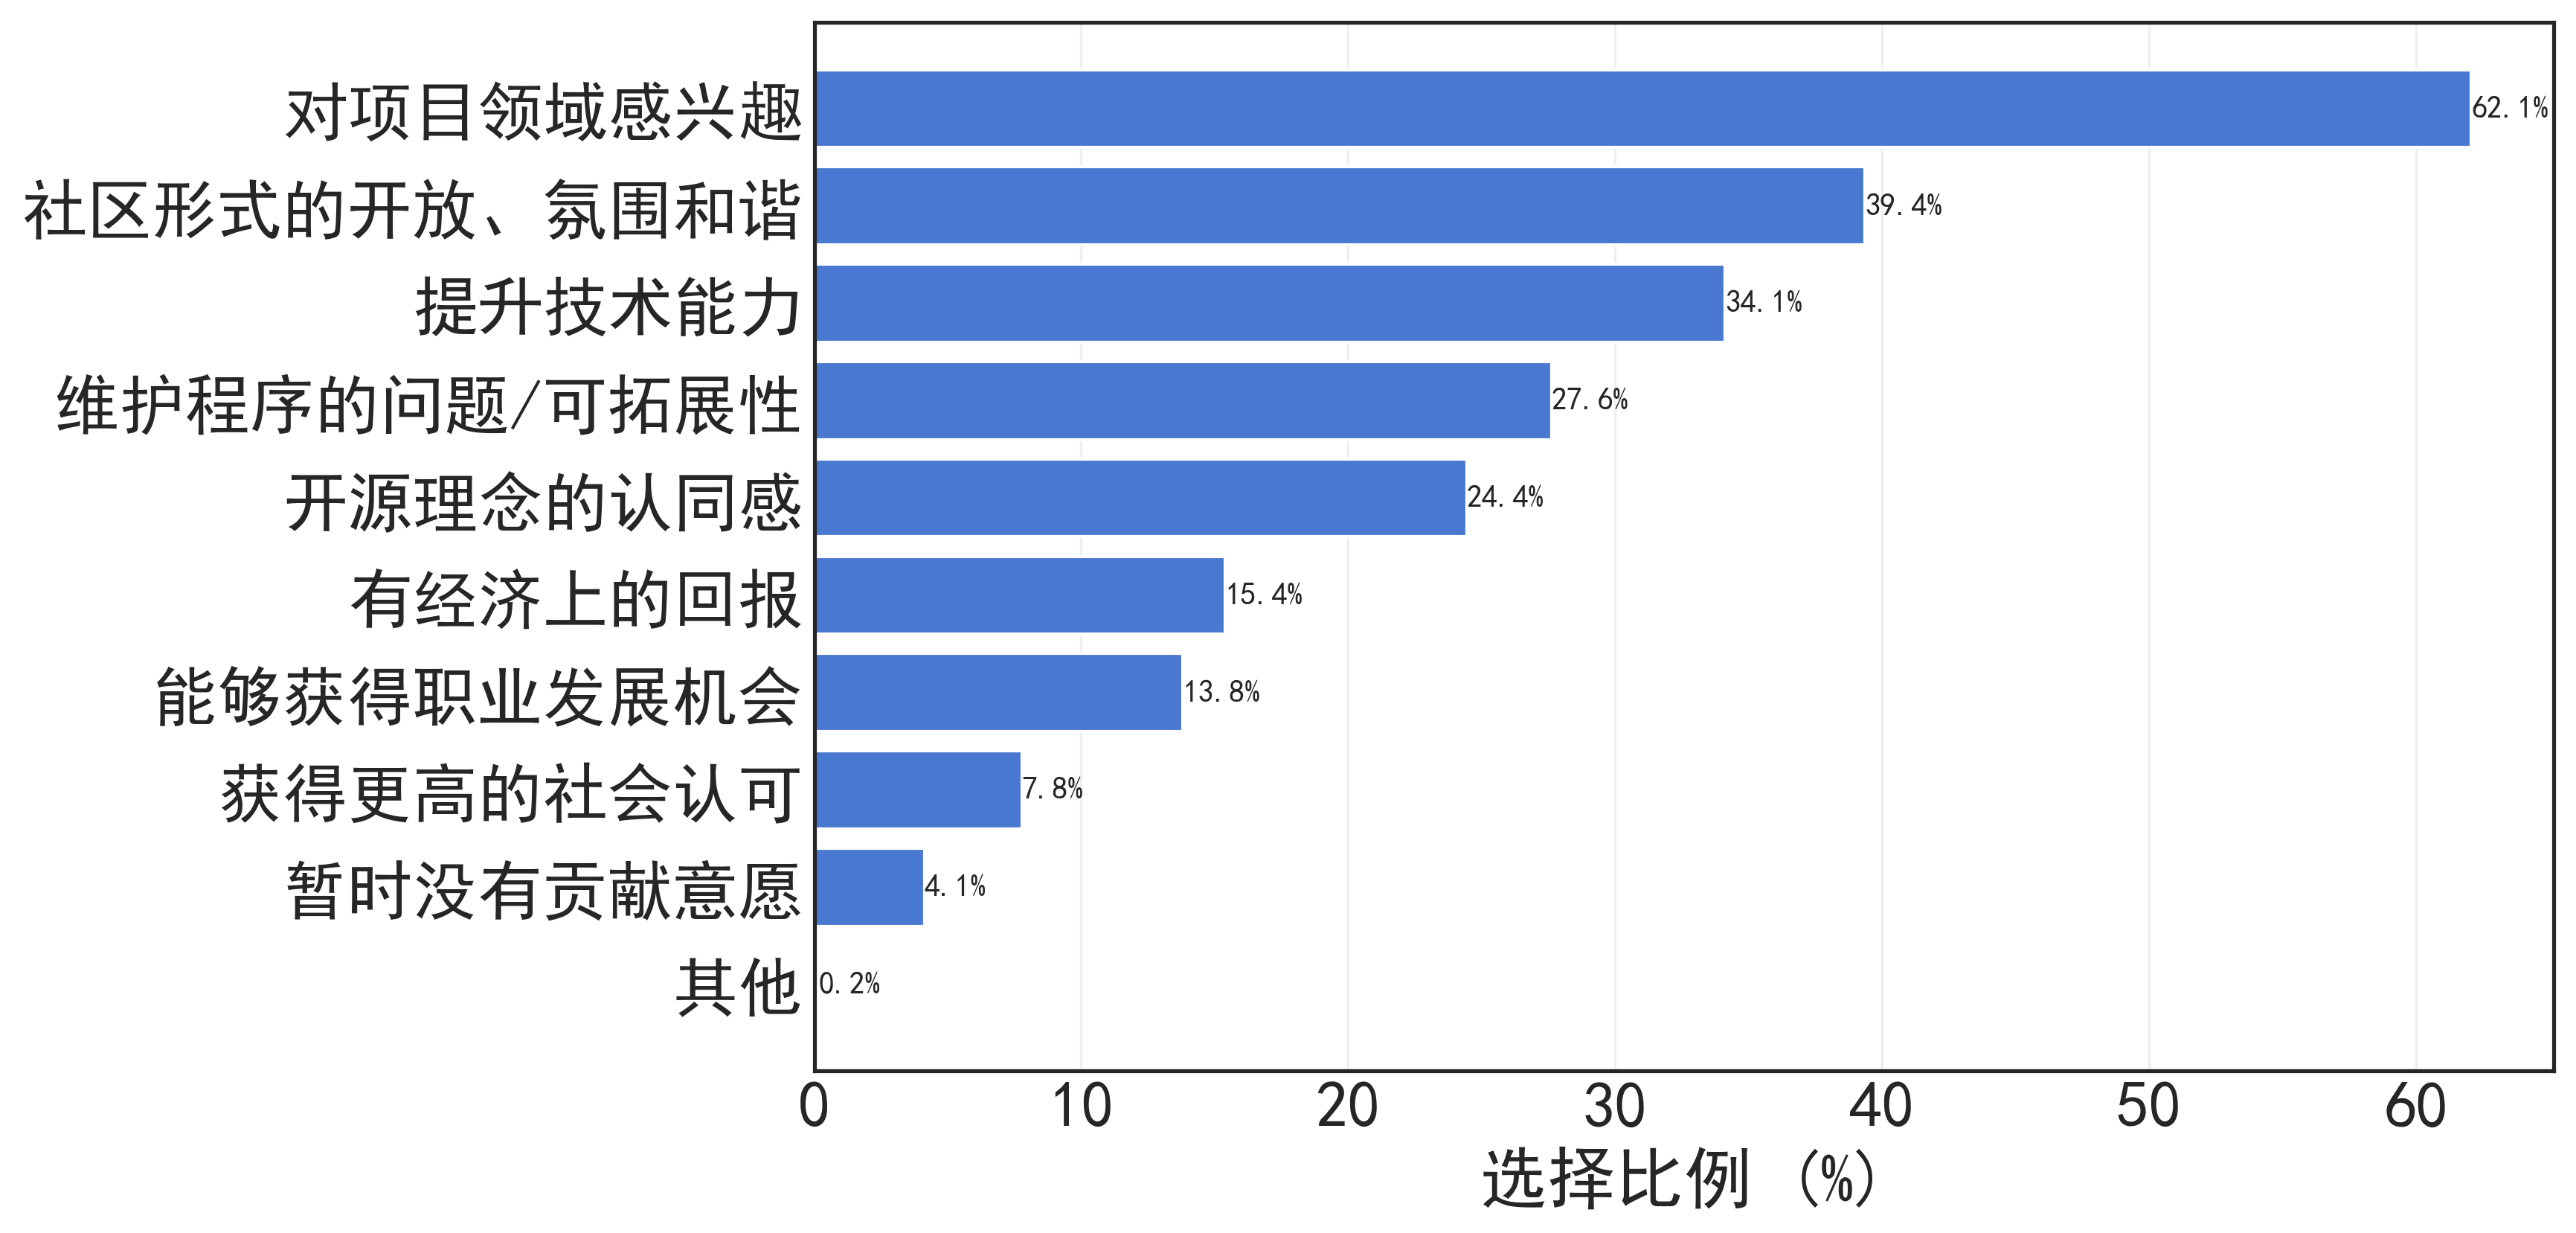 对项目领域感兴趣 62.1%
社区形式的开放、氛围和谐 39.4%
提升技术能力 34.1%
维护程序的问题/可拓展性 27.6%
开源理念的认同感 24.4%
有经济上的回报 15.4%
能够获得职业发展机会 13.8%
获得更高的社会认可 7.8%
暂时没有贡献意愿 4.1%
其他 0.2%
0 10 20 30 40 50 60
选择比例 (%)